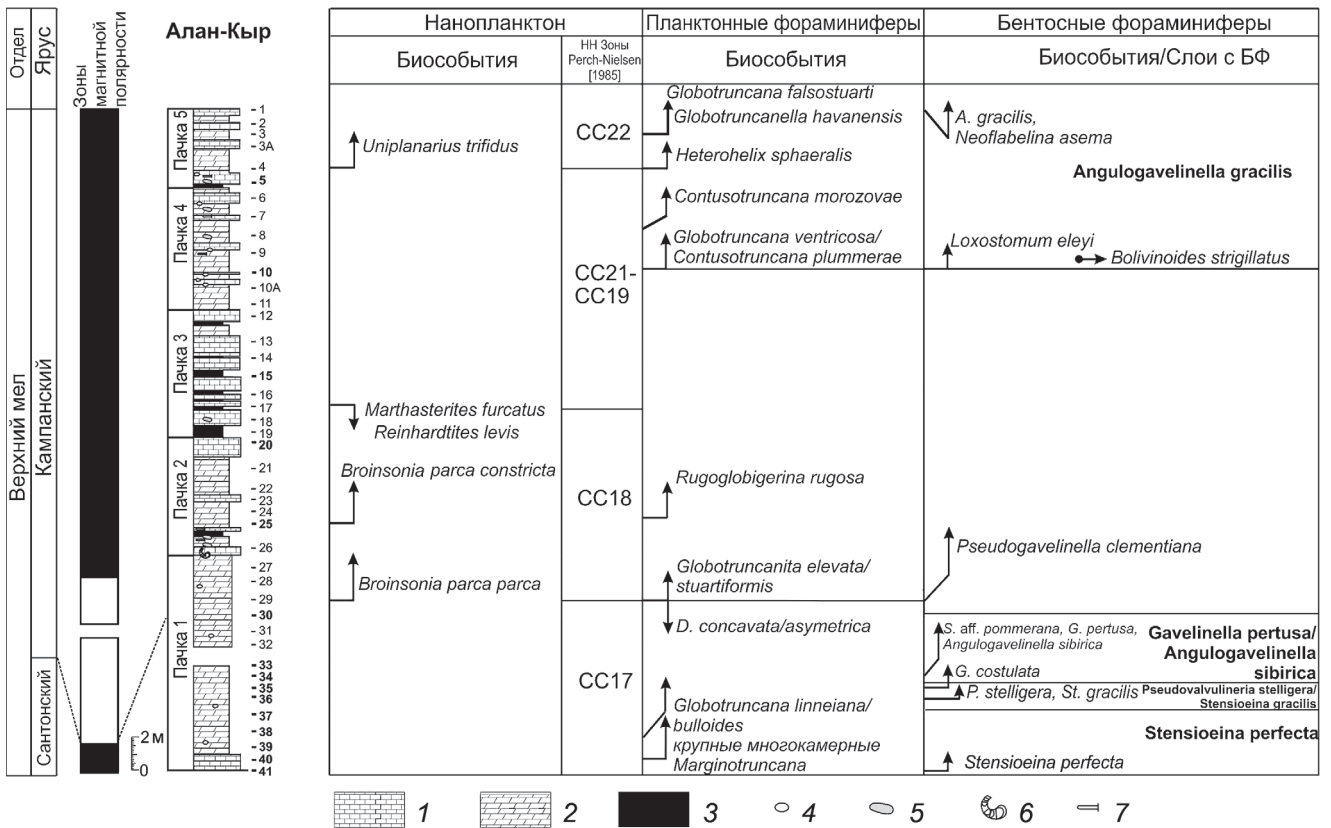 Отдел
Ярус
Зоны
магнитной
полярности
Алан-Кыр
Нанопланктон
Биособытия
НН Зоны
Perch-Nielsen
[1985]
Планктонные фораминиферы
Биособытия
Бентосные фораминиферы
Биособытия/Слои с БФ
Верхний мел
Кампанский
Сантонский
2 м
0
Пачка 5
Пачка 4
Пачка 3
Пачка 2
Пачка 1
1
2
3
3А
4
5
6
7
8
9
10
10А
11
12
13
14
15
16
17
18
19
20
21
22
23
24
25
26
27
28
29
30
31
32
33
34
35
36
37
38
39
40
41
Uniplanarius trifidus
Marthasterites furcatus
Reinhardtites levis
Broinsonia parca constricta
Broinsonia parca parca
CC22
CC21-
CC19
CC18
CC17
Globotruncana falsostuarti
Globotruncanella havanensis
Heterohelix sphaeralis
Contusotruncana morozovae
Globotruncana ventricosa/
Contusotruncana plummerae
Rugoglobigerina rugosa
Globotruncanita elevata/
stuartiformis
D. concavata/asymetrica
Globotruncana linneiana/
bulloides
крупные многокамерные
Marginotruncana
A. gracilis,
Neoflabelina asema
Angulogavelinella gracilis
Loxostomum eleyi
Bolivinoides strigillatus
Pseudogavelinella clementiana
S. aff. pommerana, G. pertusa,
Angulogavelinella sibirica
Gavelinella pertusa/
Angulogavelinella
sibirica
G. costulata
P. stelligera, St. gracilis
Pseudovalvulineria stelligera/
Stensioeina gracilis
Stensioeina perfecta
Stensioeina perfecta
1
2
3
4
5
6
7